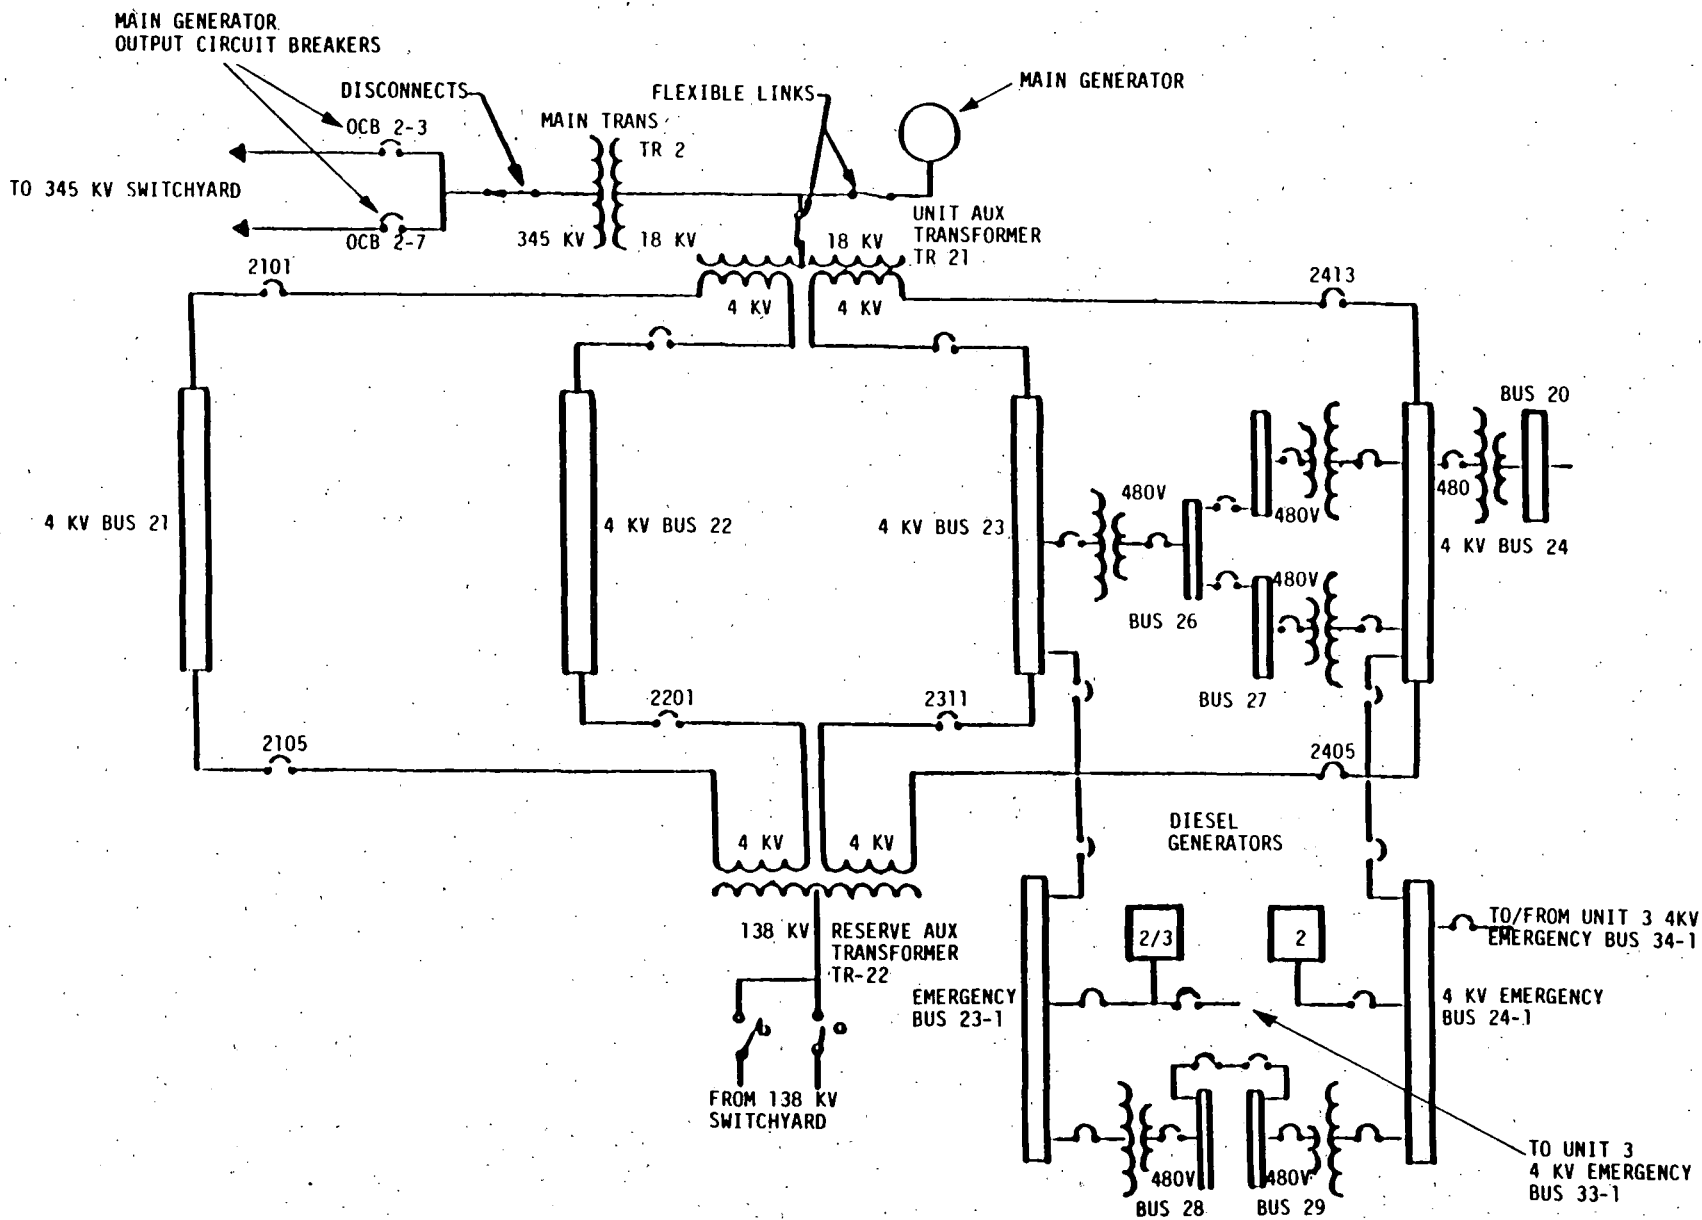 MAIN GENERATOR
OUTPUT CIRCUIT BREAKERS
DISCONNECTS
FLEXIBLE LINKS
MAIN GENERATOR
OCB 2-3
MAIN TRANS
TR 2
TO 345 KV SWITCHYARD
OCB 2-7
345 KV
18 KV
18 KV
UNIT AUX
TRANSFORMER
TR 21
2101
4 KV
4 KV
2413
BUS 20
4 KV BUS 21
4 KV BUS 22
4 KV BUS 23
480V
480V
480
4 KV BUS 24
480V
BUS 26
BUS 27
2201
2311
2105
2405
4 KV
4 KV
DIESEL
GENERATORS
138 KV
RESERVE AUX
TRANSFORMER
TR-22
2/3
2
TO/FROM UNIT 3 4KV
EMERGENCY BUS 34-1
EMERGENCY
BUS 23-1
4 KV EMERGENCY
BUS 24-1
FROM 138 KV
SWITCHYARD
480V
BUS 28
480V
BUS 29
TO UNIT 3
4 KV EMERGENCY
BUS 33-1